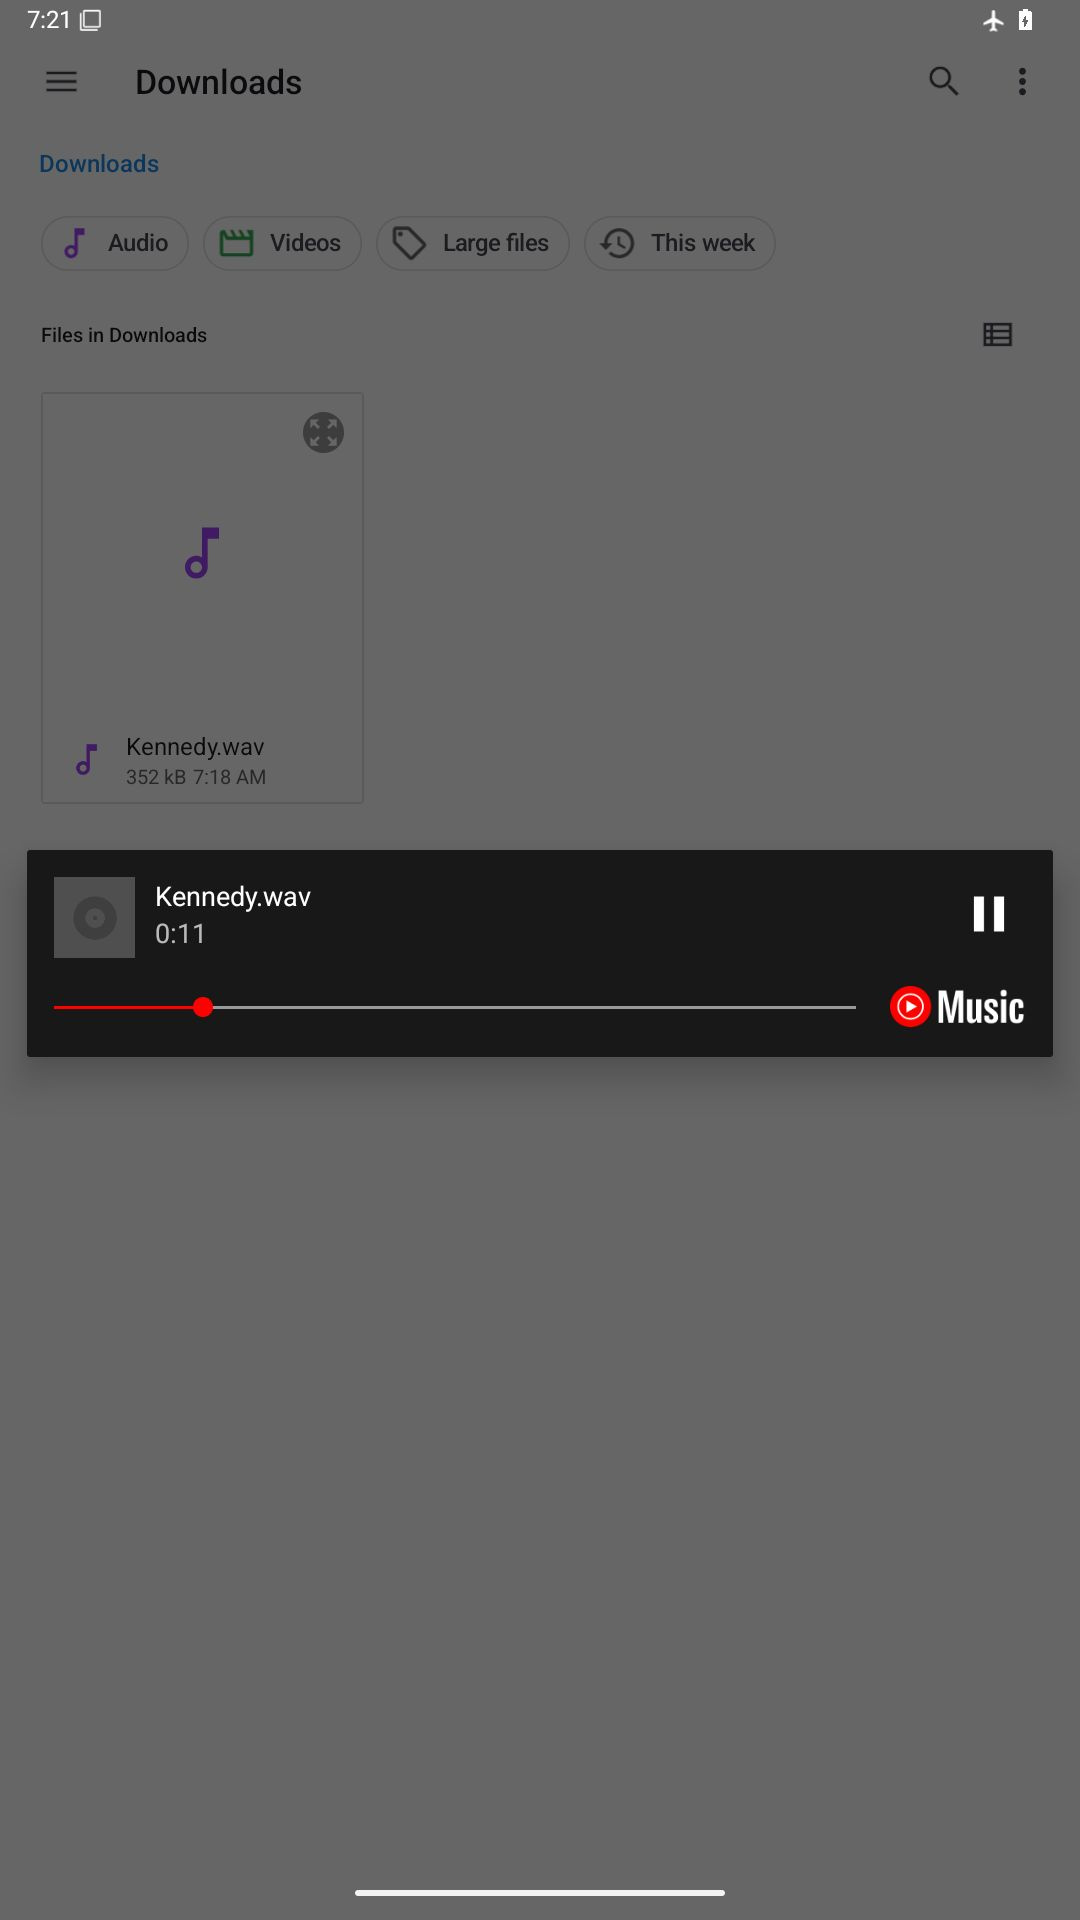 7:21
Downloads
Downloads
Audio
Videos
Large files
This week
Files in Downloads
Kennedy.wav
352 kB 7:18 AM
Kennedy.wav
0:11
Music